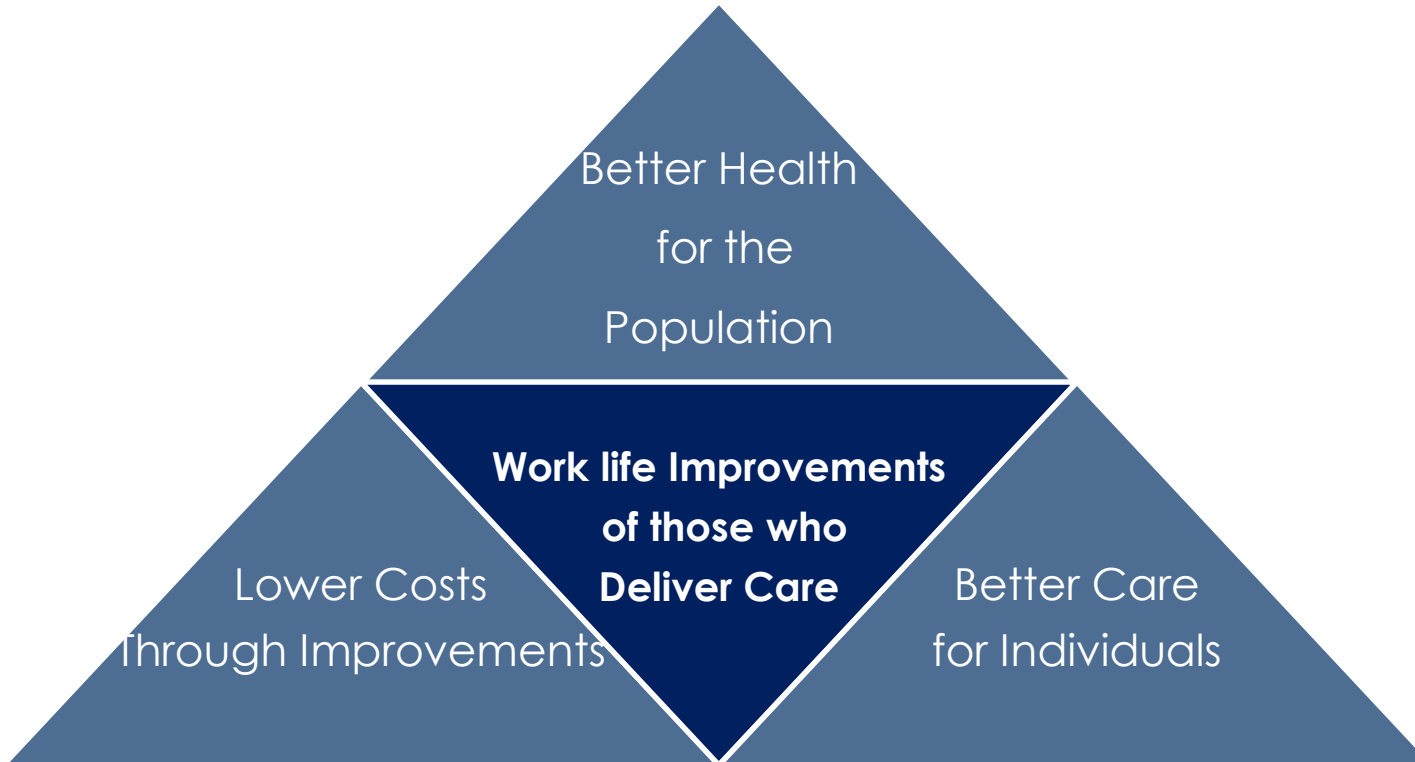 Better Health
for the
Population
Work life Improvements
of those who
Deliver Care
Lower Costs
Through Improvements
Better Care
for Individuals